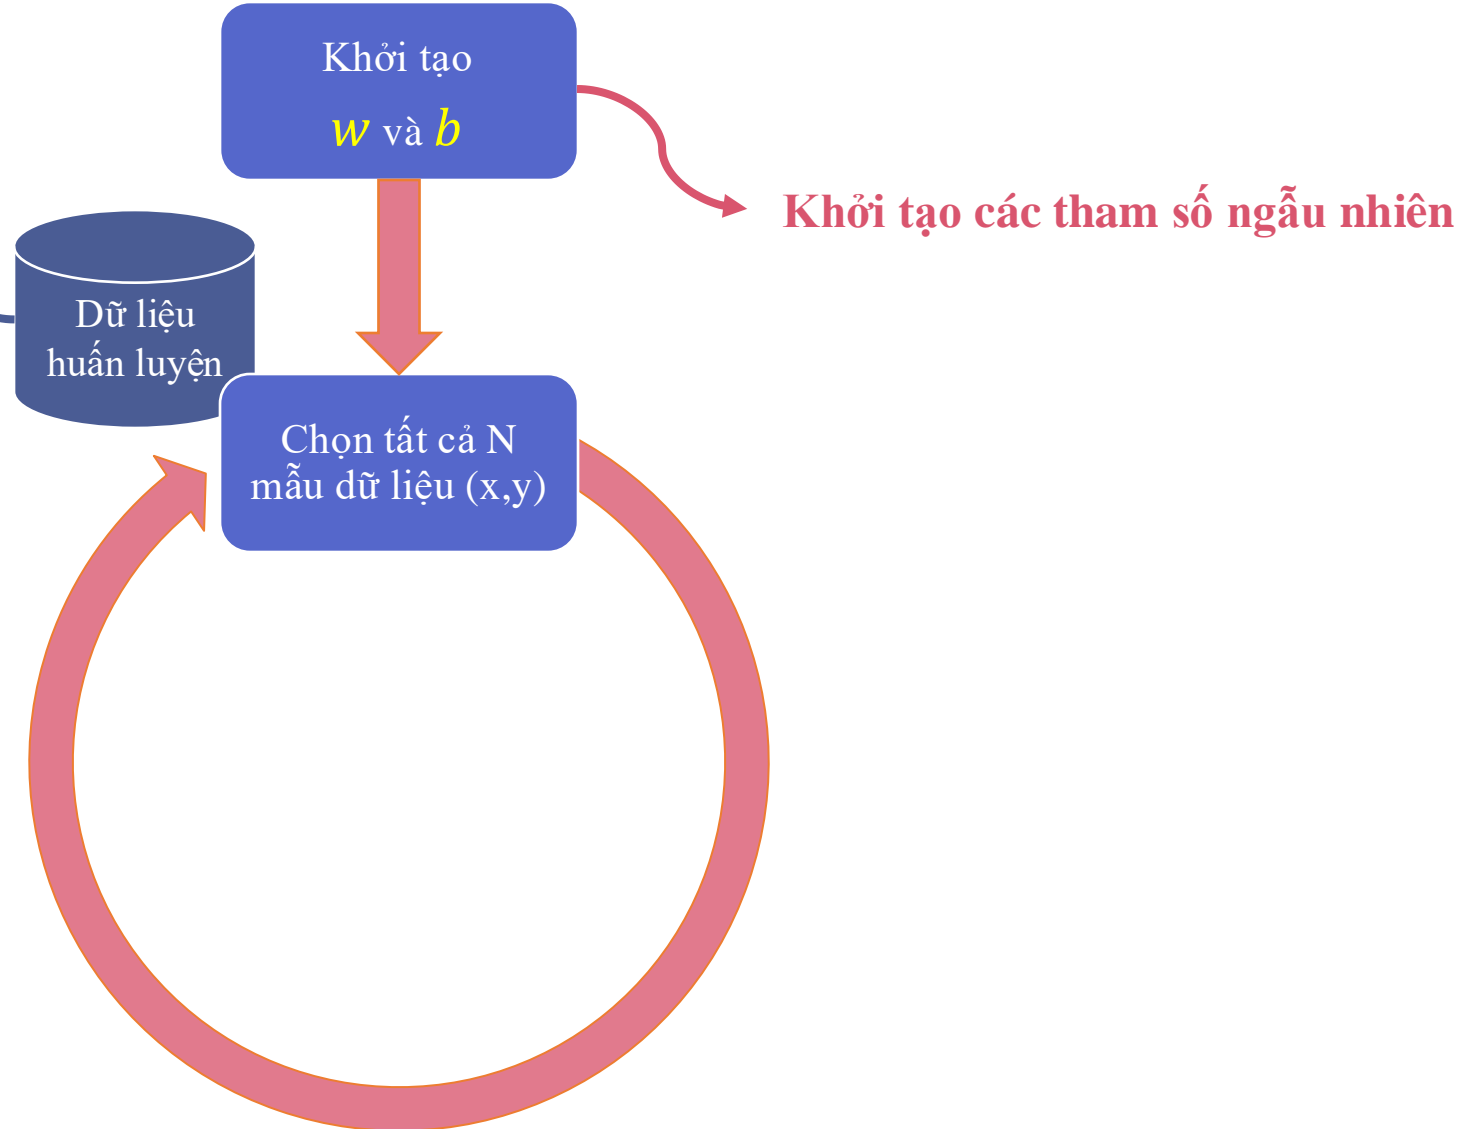 Khởi tạo
w và b
Khởi tạo các tham số ngẫu nhiên
Dữ liệu
huấn luyện
Chọn tất cả N
mẫu dữ liệu (x,y)